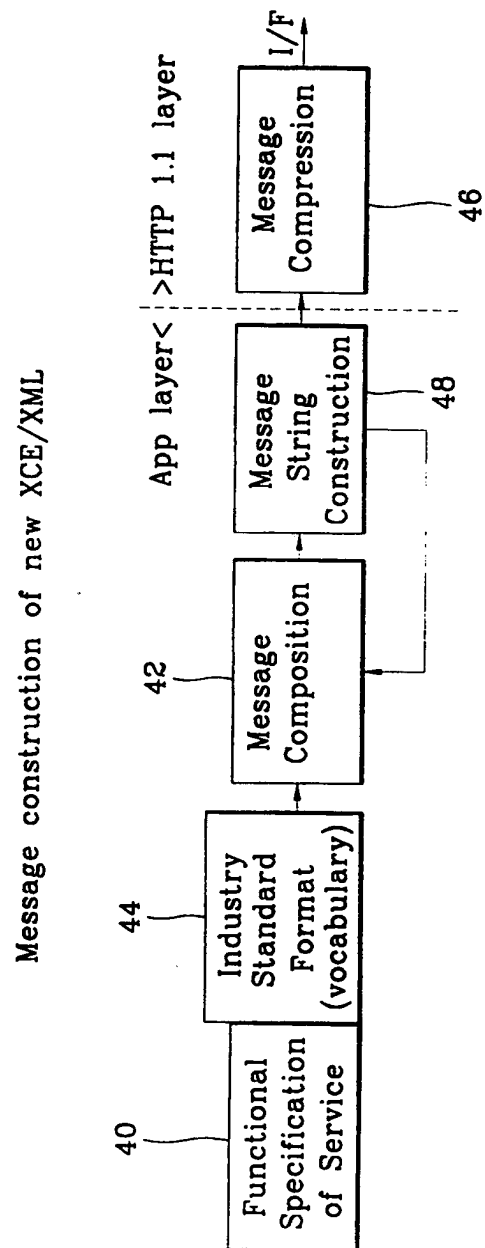 Message construction of new XCE/XML
App layer< >HTTP 1.1 layer
40
Functional
Specification
of Service
44
Industry
Standard
Format
(vocabulary)
42
Message
Composition
Message
String
Construction
48
Message
Compression
46
I/F